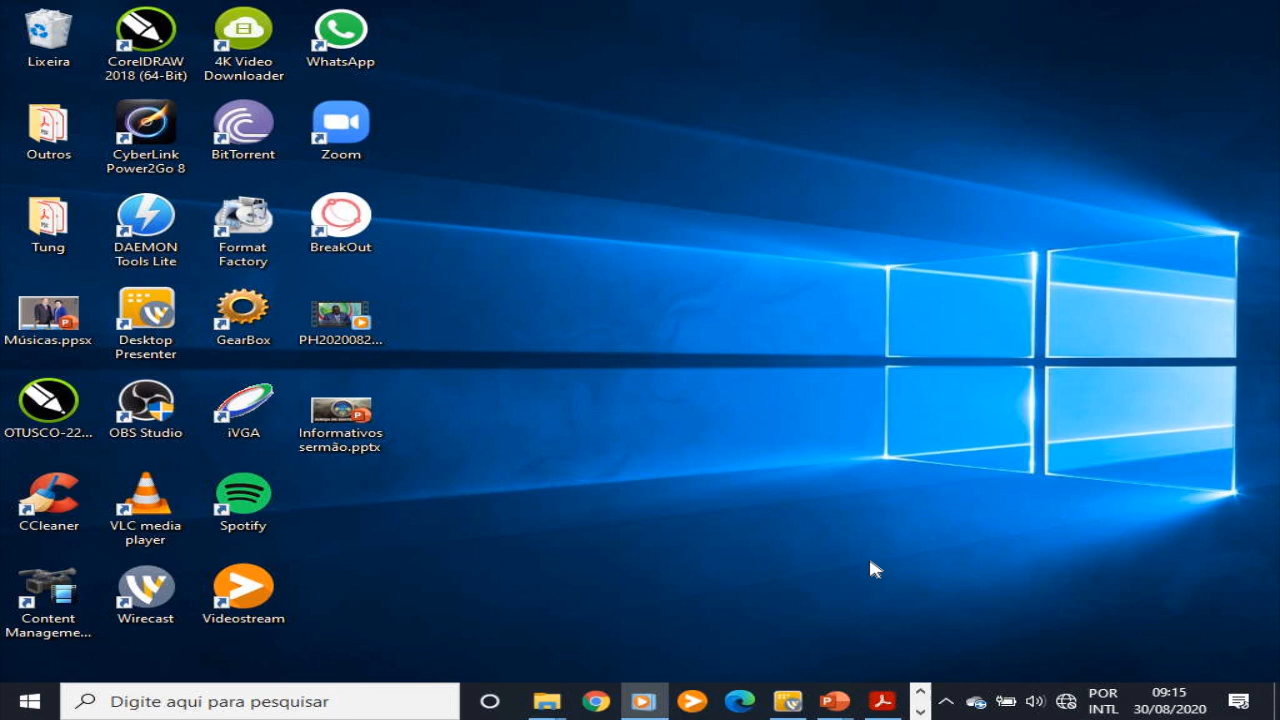 Lixeira
CorelDRAW
2018 (64-Bit)
4K Video
Downloader
WhatsApp
Outros
CyberLink
Power2Go 8
BitTorrent
Zoom
Tung
DAEMON
Tools Lite
Format
Factory
BreakOut
Músicas.ppsx
Desktop
Presenter
GearBox
PH2020082...
OTUSCO-22...
OBS Studio
iVGA
Informativos
sermão.pptx
CCleaner
VLC media
player
Spotify
Content
Manageme...
Wirecast
Videostream
Digite aqui para pesquisar
POR
INTL
09:15
30/08/2020